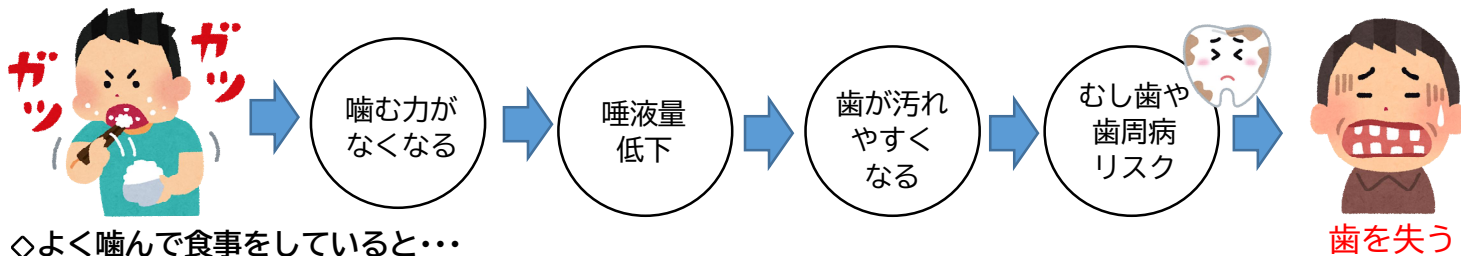 ガツ
ガツ
噛む力が
なくなる
唾液量
低下
歯が汚れ
やすく
なる
むし歯や
歯周病
リスク
歯を失う
◇よく噛んで食事をしていると・・・